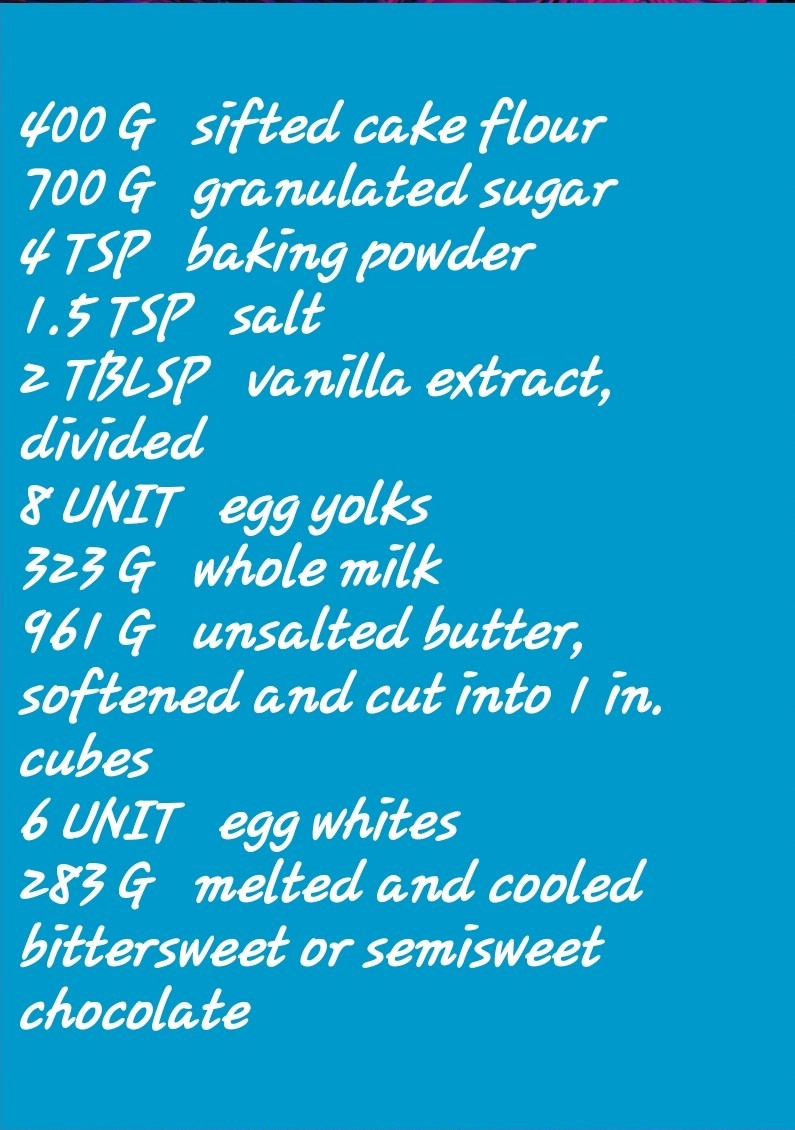 400 G sifted cake flour
700 G granulated sugar
4 TSP baking powder
1.5 TSP salt
2 TBLSP vanilla extract,
divided
8 UNIT egg yolks
323 G whole milk
961 G unsalted butter,
softened and cut into 1 in.
cubes
6 UNIT egg whites
283 G melted and cooled
bittersweet or semisweet
chocolate